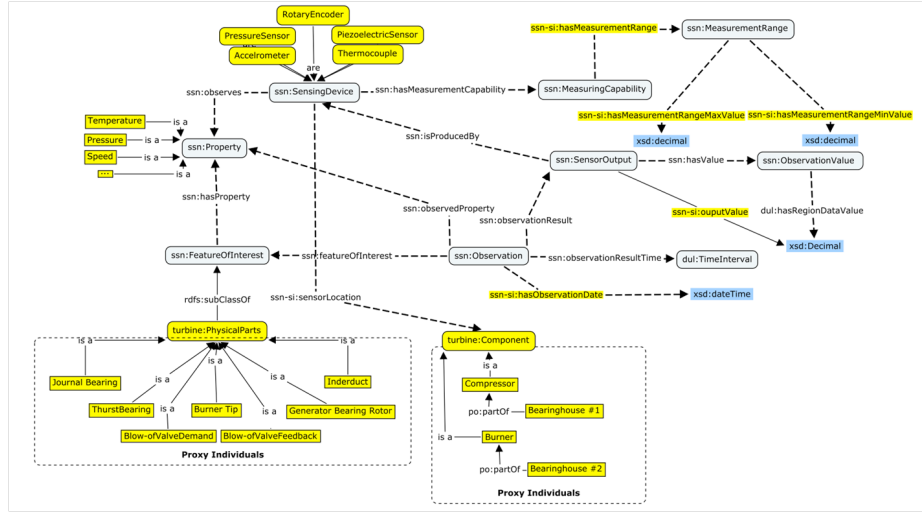 RotaryEncoder
PressureSensor
PiezoelectricSensor
Accelrometer
Thermocouple
are
ssn-si:hasMeasurementRange
ssn:MeasurementRange
ssn:observes
ssn:SensingDevice
ssn:hasMeasurementCapability
ssn:MeasuringCapability
ssn-si:hasMeasurementRangeMaxValue
ssn-si:hasMeasurementRangeMinValue
Temperature
is a
Pressure
is a
Speed
is a
...
is a
ssn:Property
ssn:isProducedBy
xsd:decimal
xsd:decimal
ssn:SensorOutput
ssn:hasValue
ssn:ObservationValue
ssn:hasProperty
ssn:observedProperty
ssn:observationResult
ssn-si:ouputValue
dul:hasRegionDataValue
xsd:Decimal
ssn:FeatureOfInterest
ssn:featureOfInterest
ssn:Observation
ssn:observationResultTime
dul:TimeInterval
rdfs:subClassOf
ssn-si:sensorLocation
ssn-si:hasObservationDate
xsd:dateTime
turbine:PhysicalParts
turbine:Component
is a
is a
is a
is a
is a
is a
is a
Journal Bearing
Inderduct
ThurstBearing
Burner Tip
Generator Bearing Rotor
Blow-ofValveDemand
Blow-ofValveFeedback
Proxy Individuals
is a
Compressor
po:partOf
Bearinghouse #1
is a
Burner
po:partOf
Bearinghouse #2
Proxy Individuals